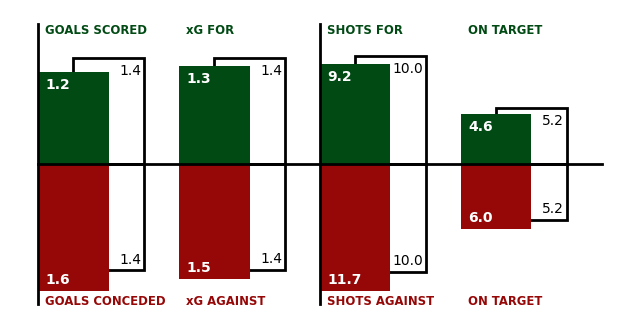 GOALS SCORED xG FOR SHOTS FOR ON TARGET
1.2 1.4 1.3 1.4 9.2 10.0 4.6 5.2
1.6 1.4 1.5 1.4 11.7 10.0 6.0 5.2
GOALS CONCEDED xG AGAINST SHOTS AGAINST ON TARGET